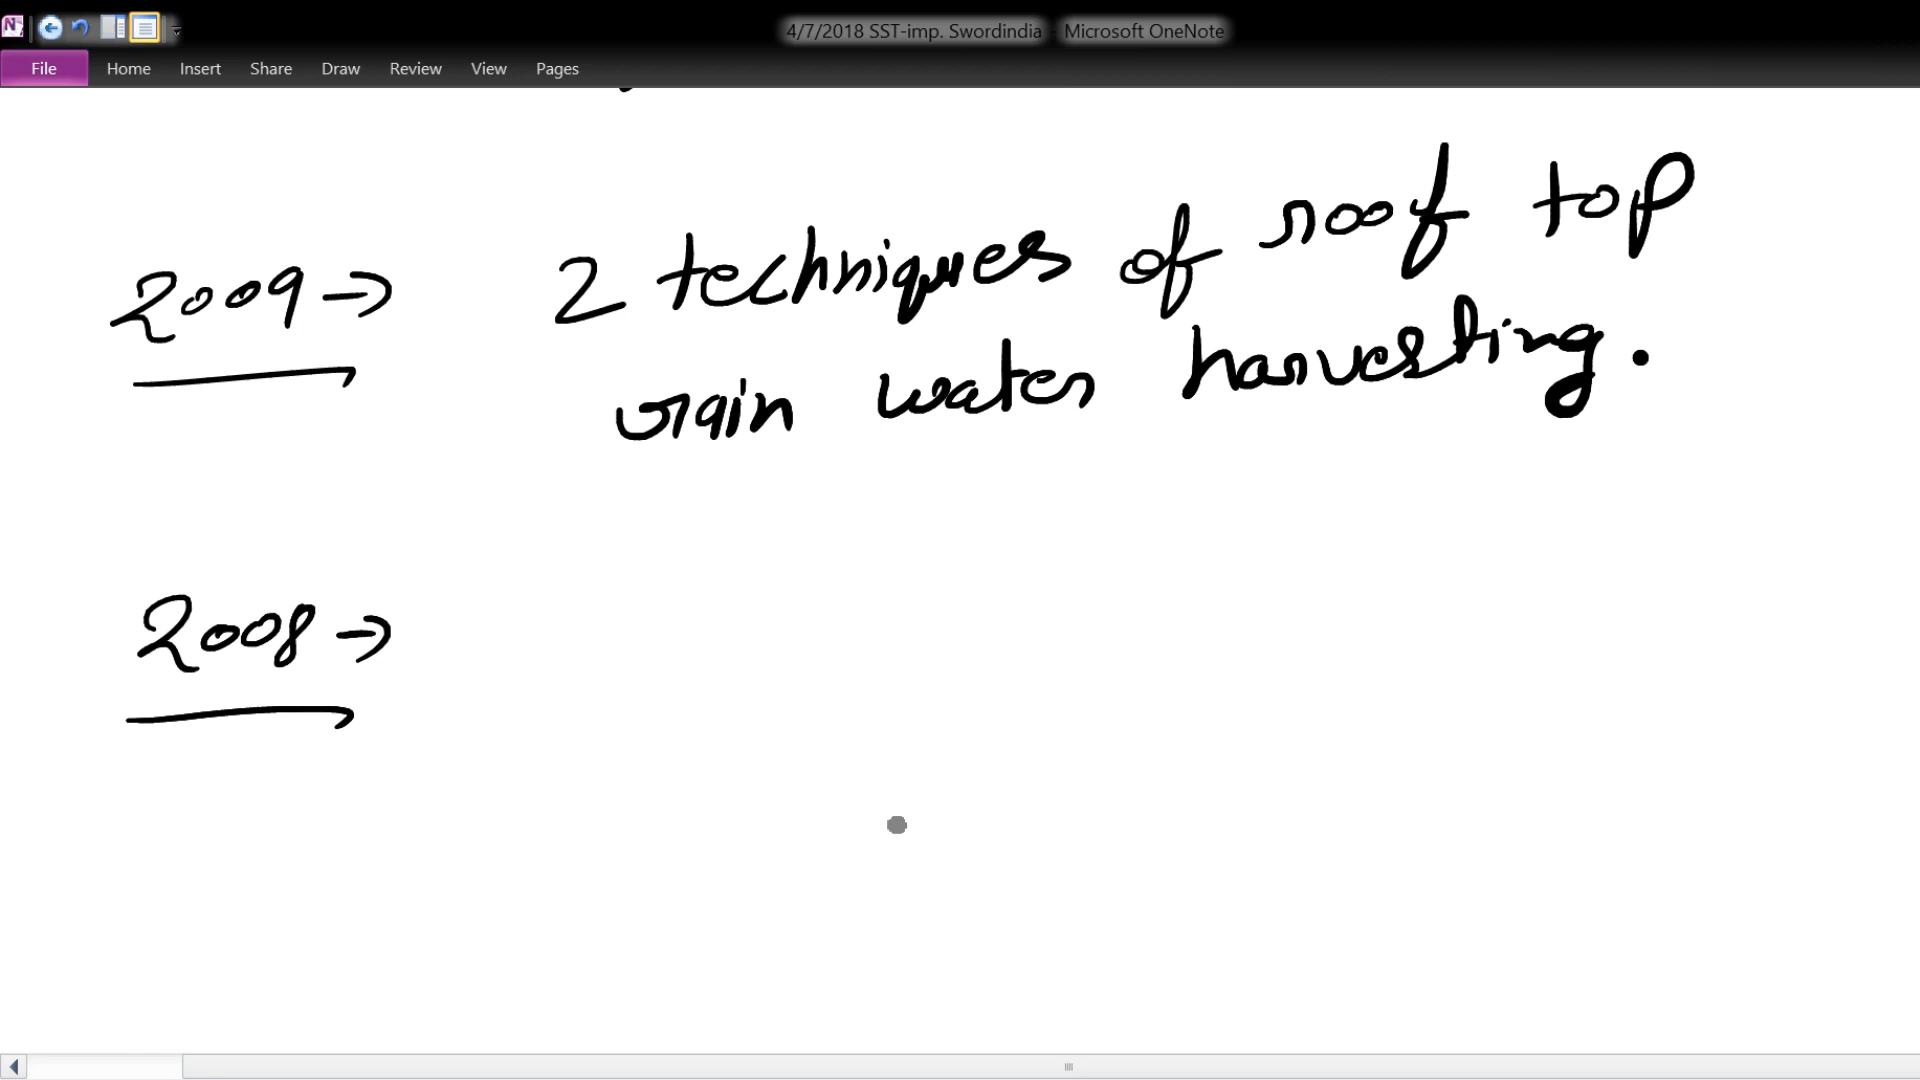 4/7/2018 SST-imp. Swordindia - Microsoft OneNote
File Home Insert Share Draw Review View Pages
2009 → 2 techniques of roof top
rain water harvesting.
2008 →